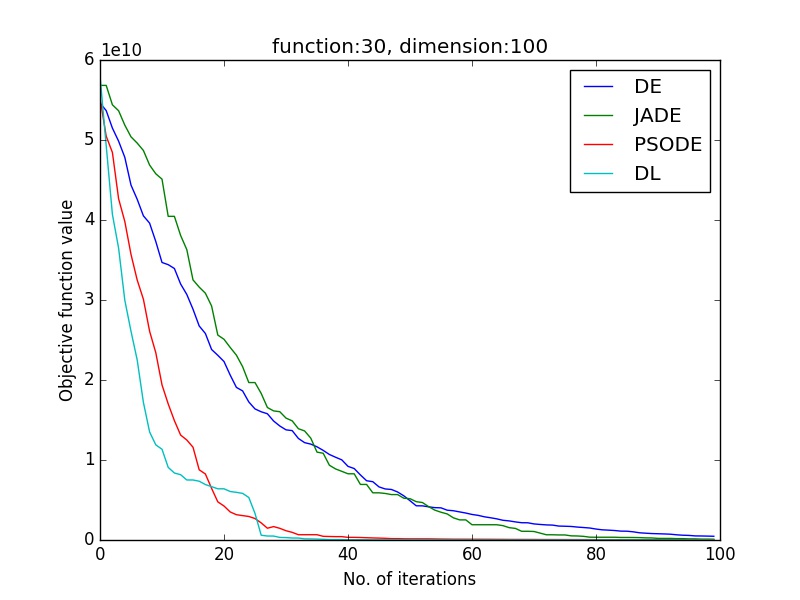 function:30, dimension:100
1e10
6
5
4
3
2
1
0
Objective function value
DE
JADE
PSODE
DL
0 20 40 60 80 100
No. of iterations